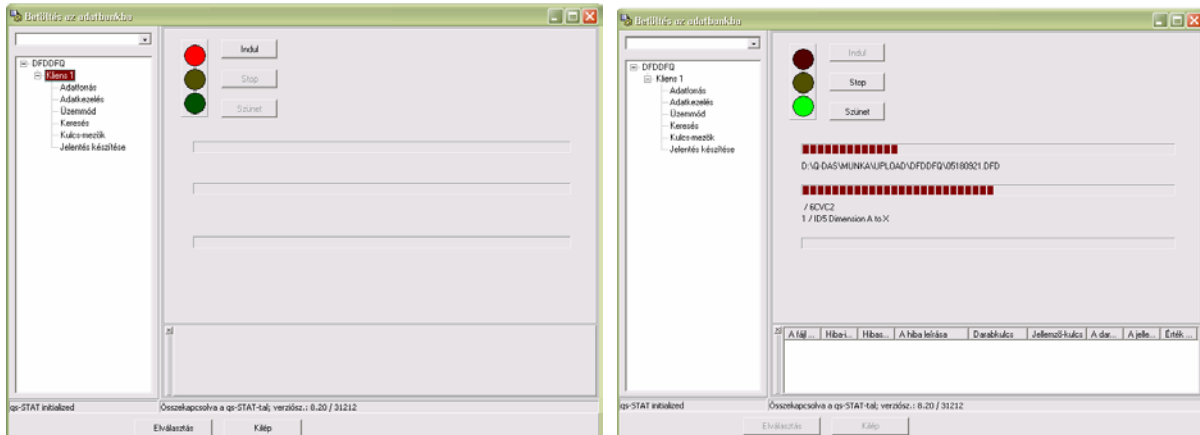 Betöltés az adatbankba
DFDDFQ
Kliens 1
Adatforrás
Adatkezelés
Üzemmód
Keresés
Kulcs-mezők
Jelentés készítése
Indul
Stop
Szünet
qs-STAT initialized
Összekapcsolva a qs-STAT-tal; verziósz.: 8.20 / 31212
Elválasztás
Kilép
Betöltés az adatbankba
DFDDFQ
Kliens 1
Adatforrás
Adatkezelés
Üzemmód
Keresés
Kulcs-mezők
Jelentés készítése
Indul
Stop
Szünet
D:\Q-DAS\MUNKA\UPLOAD\DFDDFQ\05180921.DFD
/ 6CVC2
1 / ID5 Dimension A to X
A fájl ... Hiba-i... Hibas... A hiba leírása Darabkulcs Jellemző-kulcs A dar... A jelle... Érték ...
qs-STAT initialized
Összekapcsolva a qs-STAT-tal; verziósz.: 8.20 / 31212
Elválasztás
Kilép